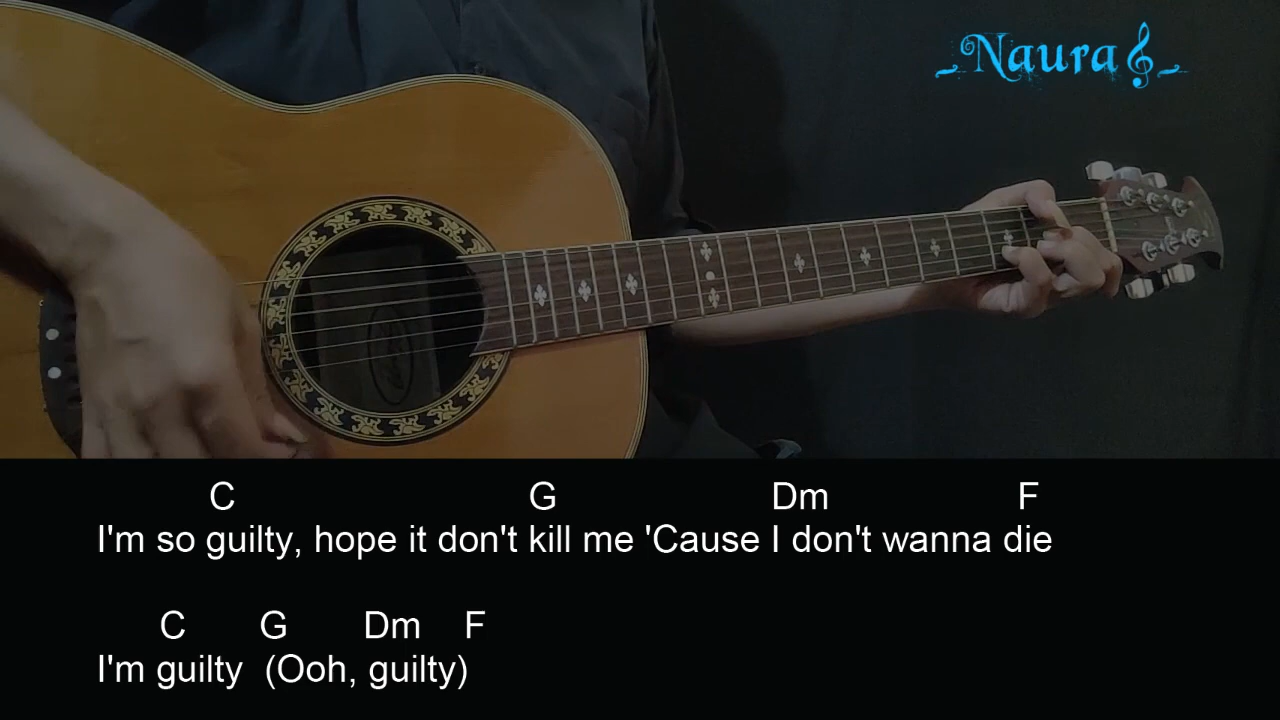 Naura
C G Dm F
I'm so guilty, hope it don't kill me 'Cause I don't wanna die
C G Dm F
I'm guilty (Ooh, guilty)